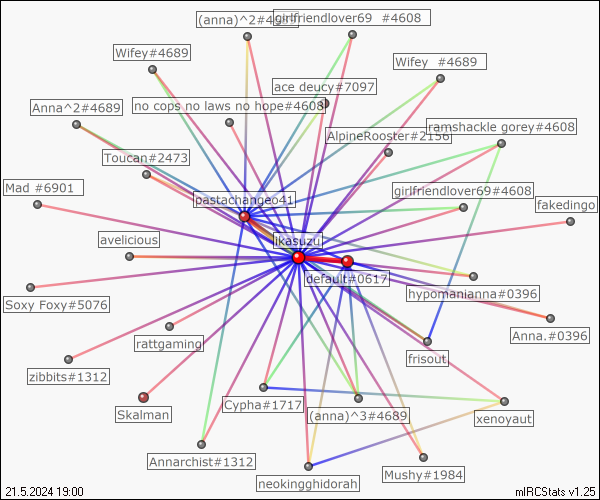 (anna)^2#4689
girlfriendlover69 #4608
Wifey#4689
Wifey #4689
ace deucy#7097
Anna^2#4689
no cops no laws no hope#4608
ramshackle gorey#4608
AlpineRooster#2156
Toucan#2473
Mad #6901
pastachangeo41
girlfriendlover69#4608
fakedingo
avelicious
ikasuzu
default#0617
hypomanianna#0396
Soxy Foxy#5076
Anna.#0396
rattgaming
frisout
zibbits#1312
Skalman
Cypha#1717
(anna)^3#4689
xenoyaut
Annarchist#1312
neokingghidorah
Mushy#1984
21.5.2024 19:00
mIRCStats v1.25